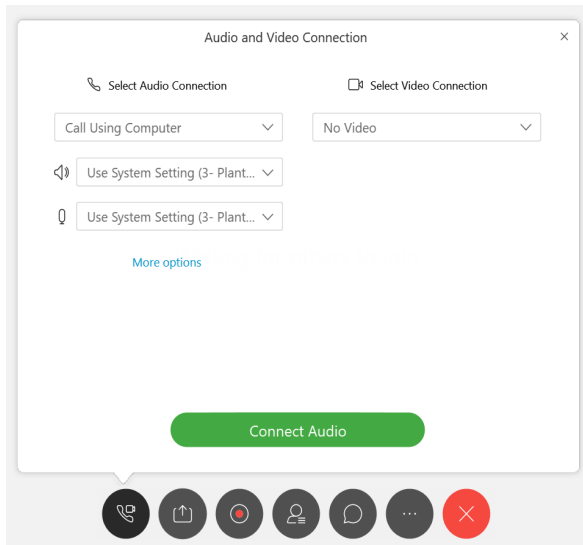 Audio and Video Connection
Select Audio Connection
Select Video Connection
Call Using Computer
No Video
Use System Setting (3- Plant...
Use System Setting (3- Plant...
More options
Connect Audio